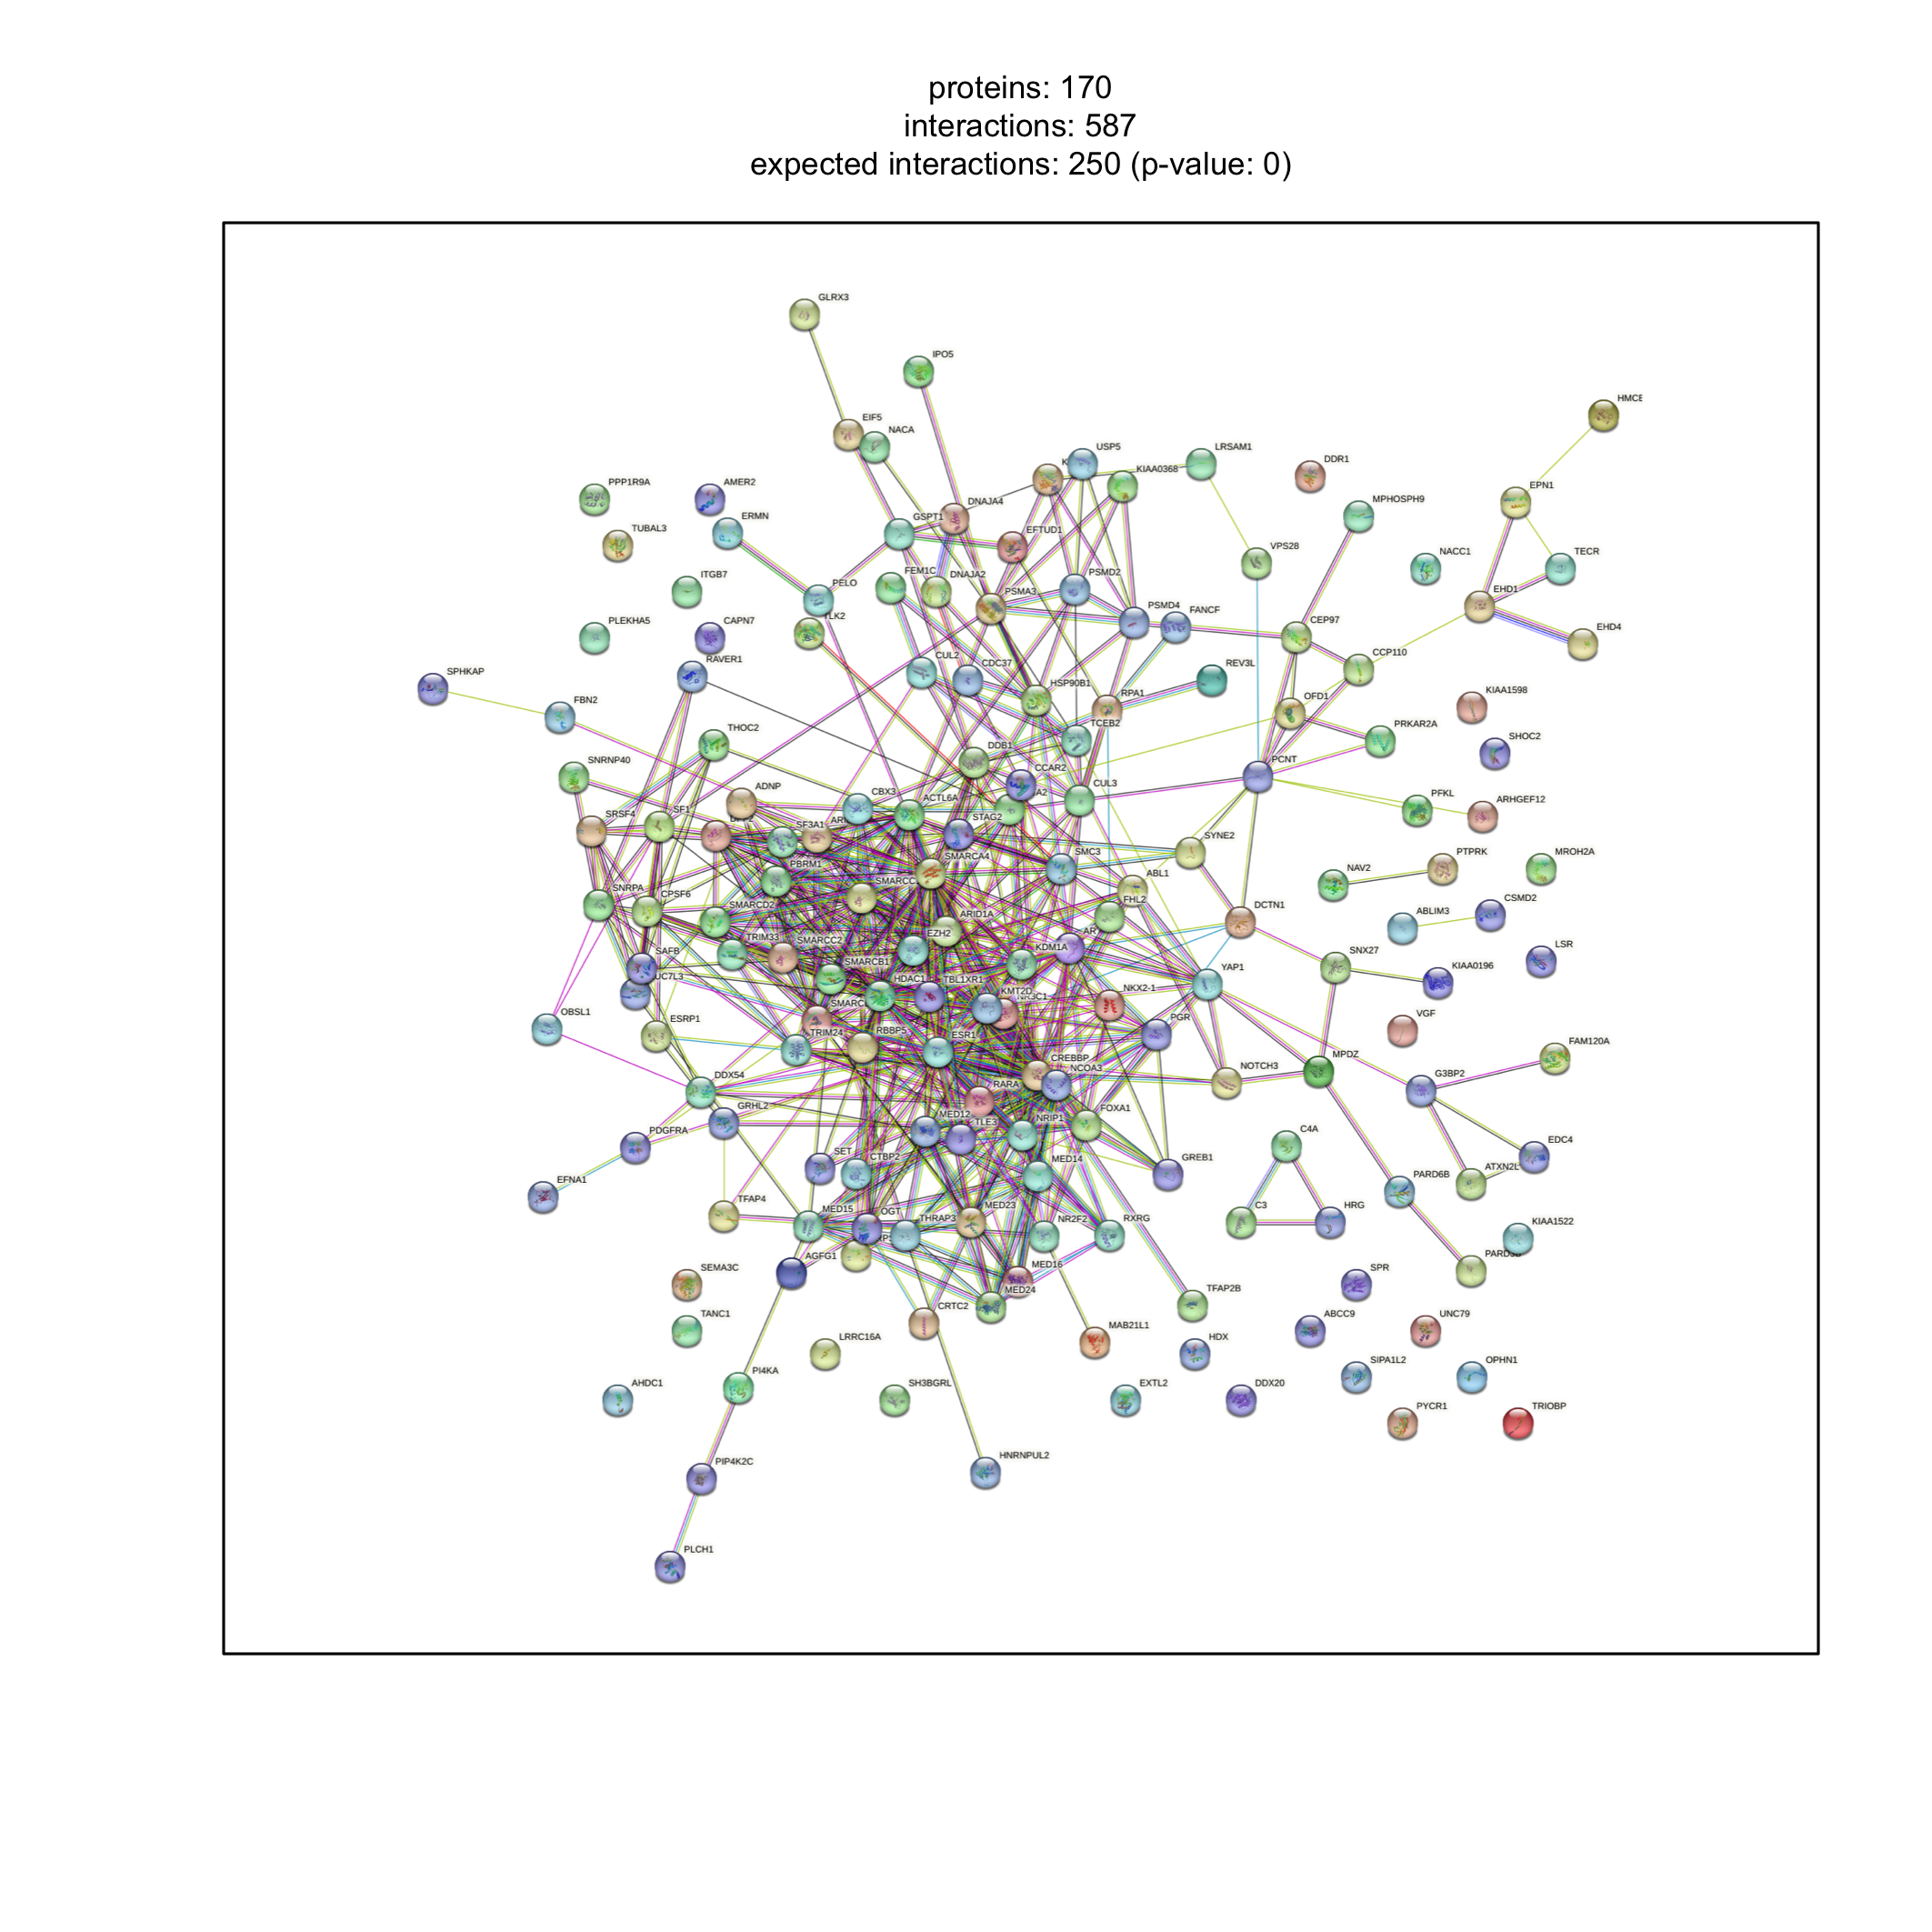 proteins: 170
interactions: 587
expected interactions: 250 (p-value: 0)
GLRX3
IPO5
HMCE
EIF5
NACA
USP5
LRSAM1
DDR1
KIAA0368
EPN1
PPP1R9A
AMER2
DNAJA4
MPHOSPH9
ERMN
GSPT1
EFTUD1
TUBAL3
VPS28
NACC1
TECR
FEM1C
DNAJA2
PSMD2
ITGB7
PELO
PSMA3
EHD1
PSMD4
FANCF
TLK2
CEP97
PLEKHA5
CAPN7
EHD4
CUL2
CDC37
CCP110
RAVER1
REV3L
SPHKAP
HSP90B1
RPA1
KIAA1598
FBN2
OFD1
TCEB2
PRKAR2A
THOC2
DDB1
SHOC2
SNRNP40
CCAR2
PCNT
CUL3
ADNP
CBX3
ACTL6A
PFKL
ARHGEF12
SRSF4
SF1
SF3A1
STAG2
SYNE2
PBRM1
SMARCA4
SMC3
NAV2
PTPRK
MROH2A
ABL1
SNRPA
CPSF6
SMARCC
FHL2
SMARCD2
ARID1A
DCTN1
ABLIM3
CSMD2
TRIM33
SMARCC2
EZH2
AR
SAFB
KDM1A
SNX27
LSR
UC7L3
SMARCB1
HDAC1
TBL1XR1
YAP1
KIAA0196
KMT2D
NR3C1
NKX2-1
OBSL1
ESRP1
SMARC
VGF
TRIM24
RBBP5
ESR1
PGR
FAM120A
DDX54
CREBBP
NCOA3
NOTCH3
MPDZ
G3BP2
RARA
GRHL2
MED12
TLE3
NRIP1
FOXA1
PDGFRA
C4A
EDC4
SET
CTBP2
MED14
GREB1
EFNA1
PARD6B
ATXN2L
TFAP4
MED15
OGT
THRAP3
MED23
NR2F2
RXRG
C3
HRG
KIAA1522
AGFG1
MED16
PARD3B
SEMA3C
MED24
TFAP2B
SPR
TANC1
CRTC2
MAB21L1
ABCC9
UNC79
LRRC16A
HDX
PI4KA
SIPA1L2
OPHN1
AHDC1
SH3BGRL
EXTL2
DDX20
PYCR1
TRIOBP
PIP4K2C
HNRNPUL2
PLCH1